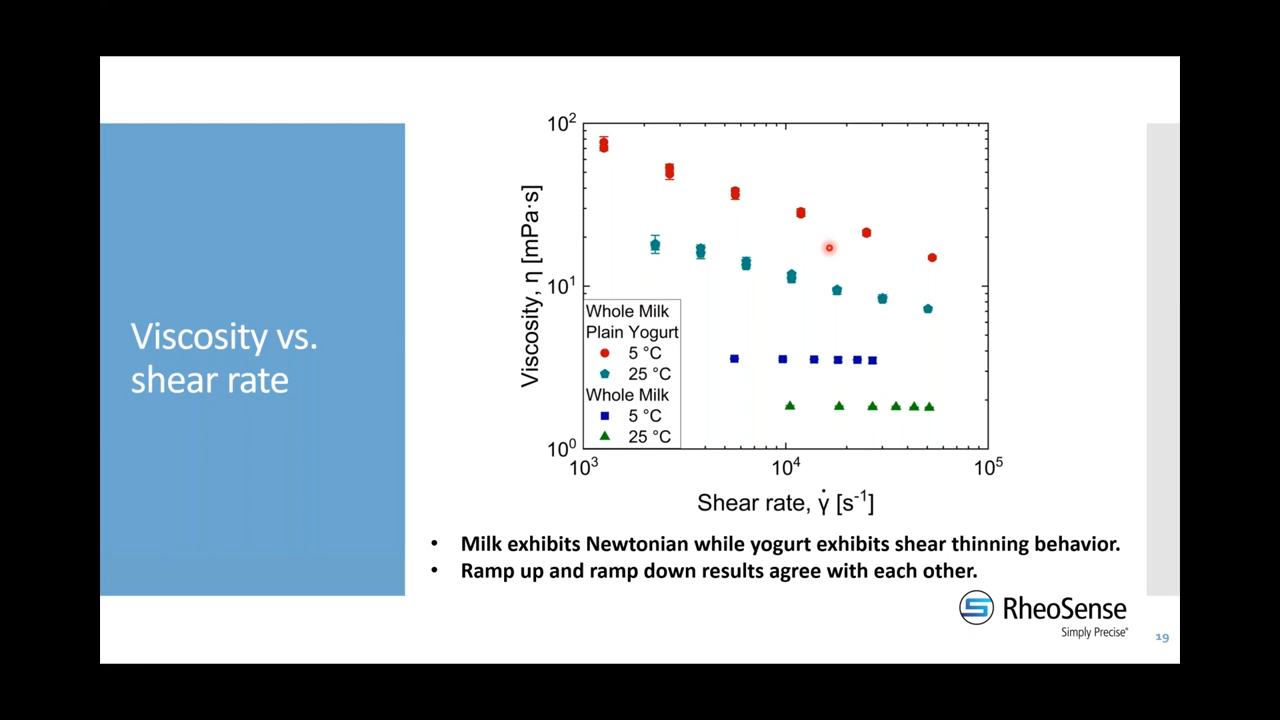 Viscosity vs.
shear rate
10²
10¹
10⁰
Viscosity, η [mPa·s]
Whole Milk
Plain Yogurt
5 °C
25 °C
Whole Milk
5 °C
25 °C
10³ 10⁴ 10⁵
Shear rate, γ̇ [s⁻¹]
• Milk exhibits Newtonian while yogurt exhibits shear thinning behavior.
• Ramp up and ramp down results agree with each other.
RheoSense
Simply Precise®
19